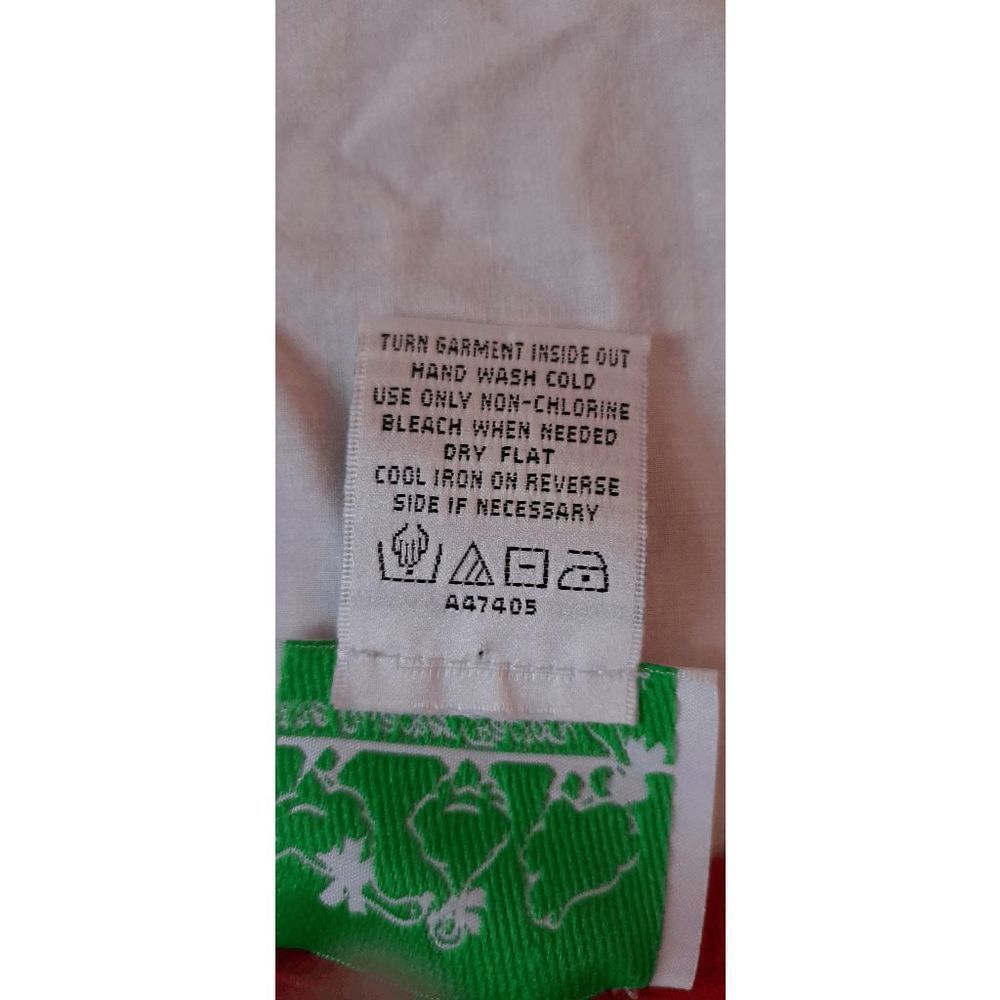 TURN GARMENT INSIDE OUT
HAND WASH COLD
USE ONLY NON-CHLORINE
BLEACH WHEN NEEDED
DRY FLAT
COOL IRON ON REVERSE
SIDE IF NECESSARY
A47405